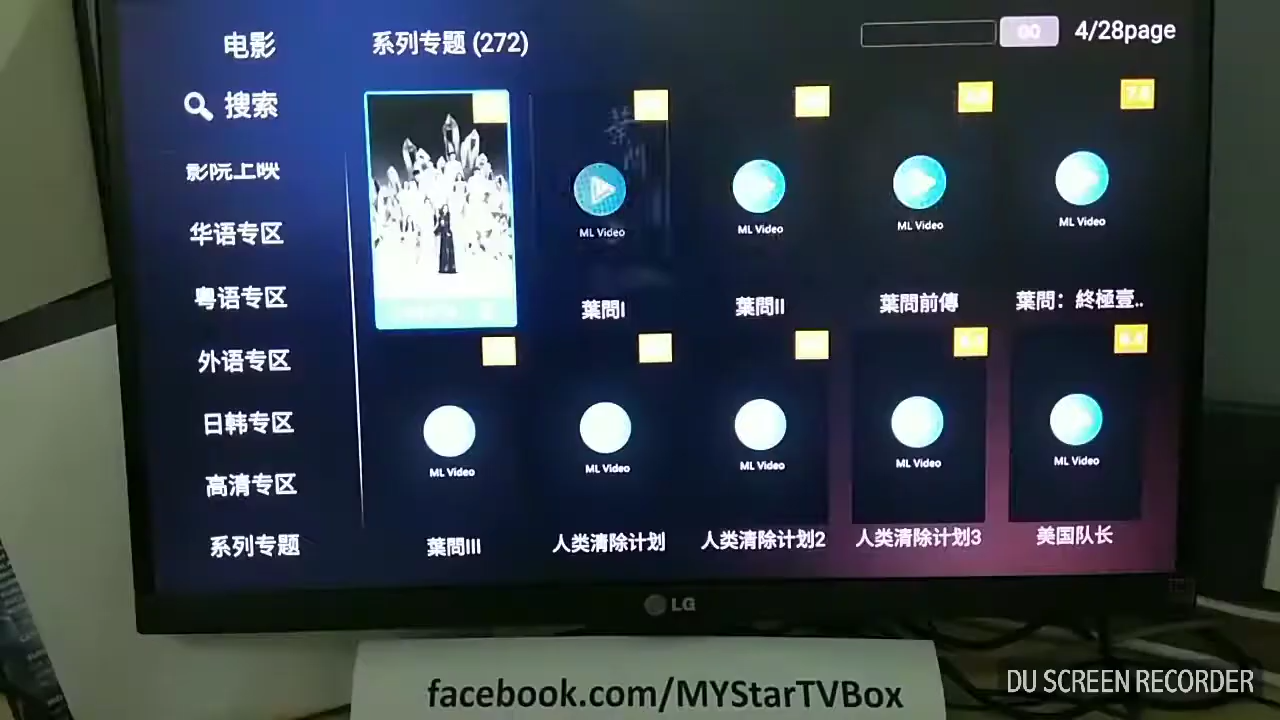 电影
系列专题 (272)
GO
4/28page
搜索
影院上映
华语专区
粤语专区
外语专区
日韩专区
高清专区
系列专题
ML Video
ML Video
ML Video
ML Video
葉問I
葉問II
葉問前傳
葉問：終極壹..
ML Video
ML Video
ML Video
ML Video
ML Video
葉問III
人类清除计划
人类清除计划2
人类清除计划3
美国队长
LG
facebook.com/MYStarTVBox
DU SCREEN RECORDER